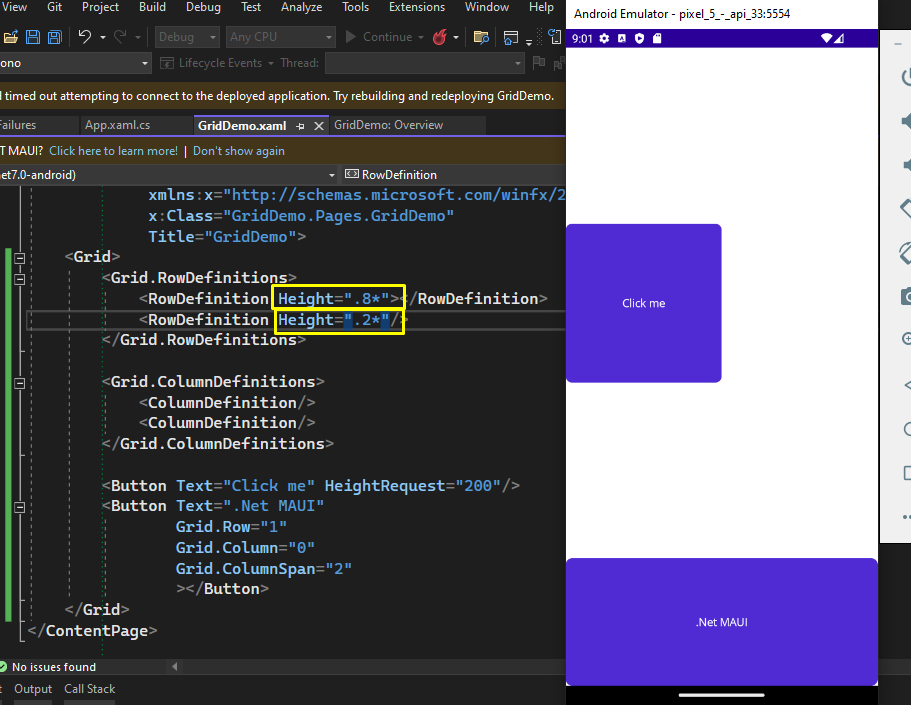 View Git Project Build Debug Test Analyze Tools Extensions Window Help
Android Emulator - pixel_5_-_api_33:5554
Debug Any CPU Continue
9:01
ono Lifecycle Events Thread:
timed out attempting to connect to the deployed application. Try rebuilding and redeploying GridDemo.
Failures App.xaml.cs GridDemo.xaml GridDemo: Overview
T MAUI? Click here to learn more! | Don't show again
net7.0-android) RowDefinition
xmlns:x="http://schemas.microsoft.com/winfx/2
x:Class="GridDemo.Pages.GridDemo"
Title="GridDemo">
<Grid>
<Grid.RowDefinitions>
<RowDefinition Height=".8*"></RowDefinition>
<RowDefinition Height=".2*"/>
</Grid.RowDefinitions>
<Grid.ColumnDefinitions>
<ColumnDefinition/>
<ColumnDefinition/>
</Grid.ColumnDefinitions>
<Button Text="Click me" HeightRequest="200"/>
<Button Text=".Net MAUI"
Grid.Row="1"
Grid.Column="0"
Grid.ColumnSpan="2"
></Button>
</Grid>
</ContentPage>
Click me
.Net MAUI
No issues found
t Output Call Stack